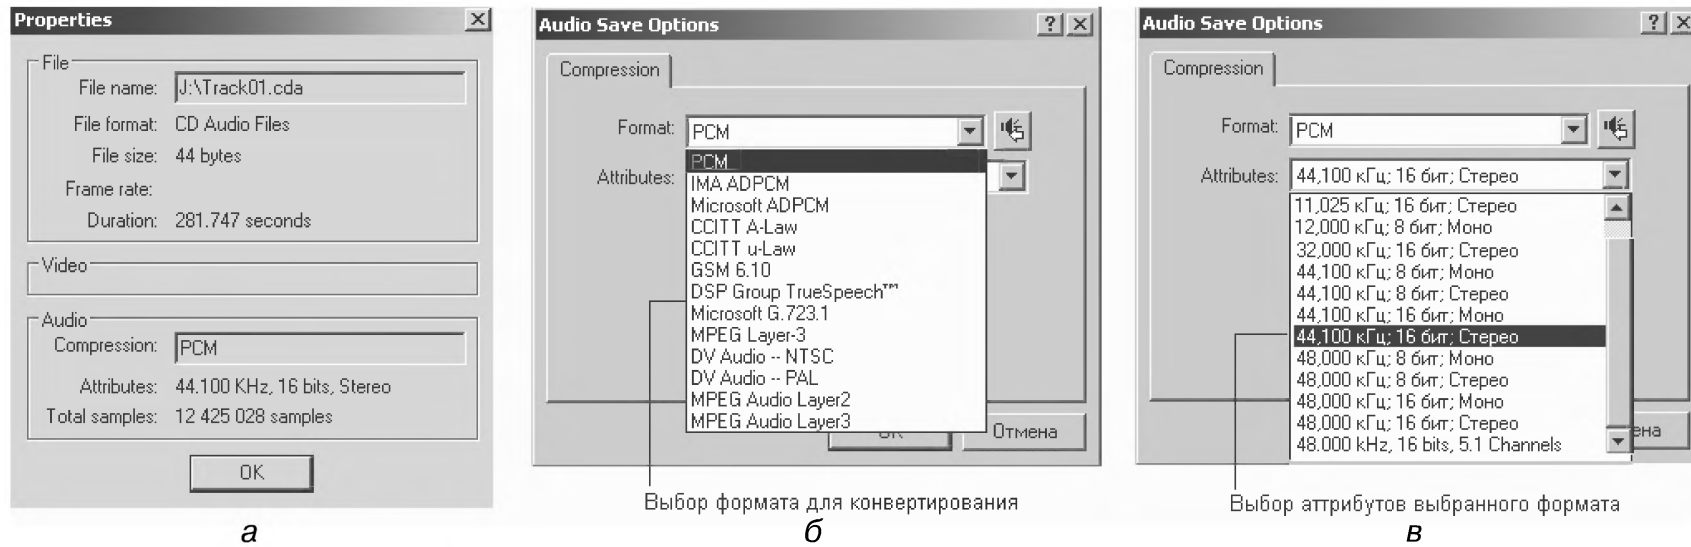 Properties
File
File name: J:\Track01.cda
File format: CD Audio Files
File size: 44 bytes
Frame rate:
Duration: 281.747 seconds
Video
Audio
Compression: PCM
Attributes: 44.100 KHz, 16 bits, Stereo
Total samples: 12 425 028 samples
OK
а
Audio Save Options
Compression
Format: PCM
Attributes:
PCM
IMA ADPCM
Microsoft ADPCM
CCITT A-Law
CCITT u-Law
GSM 6.10
DSP Group TrueSpeech™
Microsoft G.723.1
MPEG Layer-3
DV Audio -- NTSC
DV Audio -- PAL
MPEG Audio Layer2
MPEG Audio Layer3
OK
Отмена
Выбор формата для конвертирования
б
Audio Save Options
Compression
Format: PCM
Attributes: 44,100 кГц; 16 бит; Стерео
11,025 кГц; 16 бит; Стерео
12,000 кГц; 8 бит; Моно
32,000 кГц; 16 бит; Стерео
44,100 кГц; 8 бит; Моно
44,100 кГц; 8 бит; Стерео
44,100 кГц; 16 бит; Моно
44,100 кГц; 16 бит; Стерео
48,000 кГц; 8 бит; Моно
48,000 кГц; 8 бит; Стерео
48,000 кГц; 16 бит; Моно
48,000 кГц; 16 бит; Стерео
48.000 kHz, 16 bits, 5.1 Channels
ена
Выбор аттрибутов выбранного формата
в